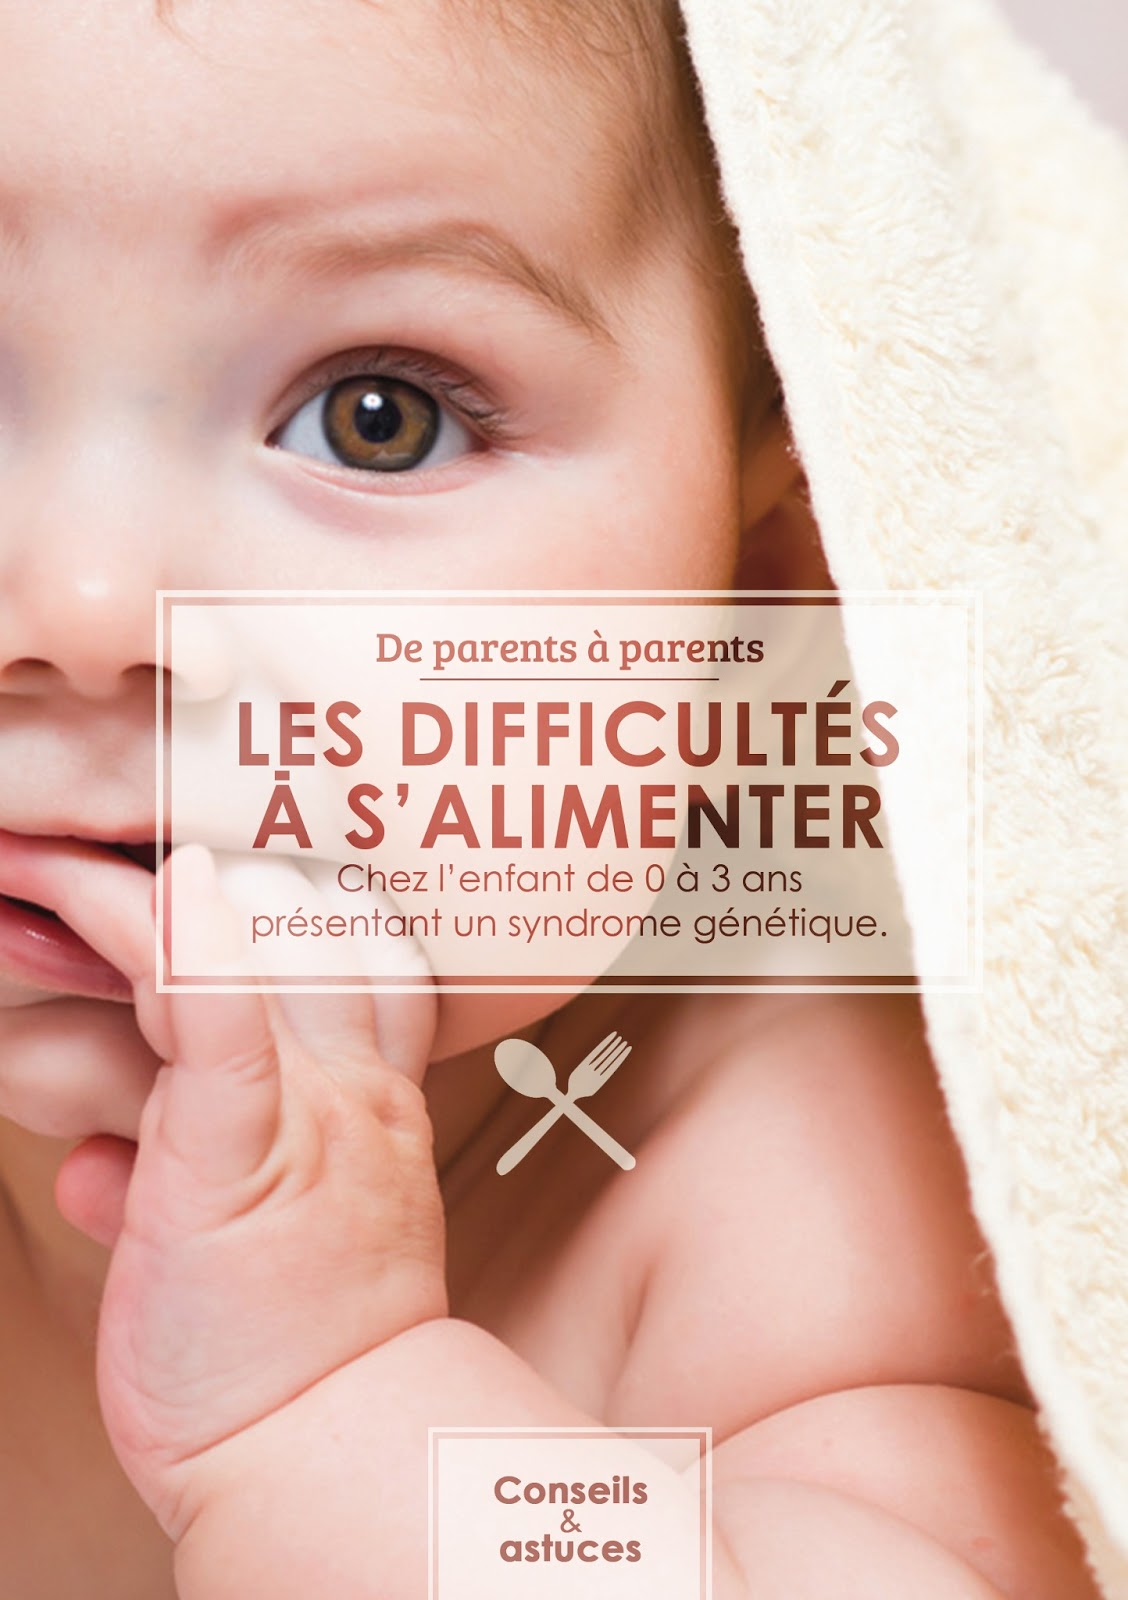 De parents à parents
LES DIFFICULTÉS
À S'ALIMENTER
Chez l'enfant de 0 à 3 ans
présentant un syndrome génétique.
Conseils
&
astuces